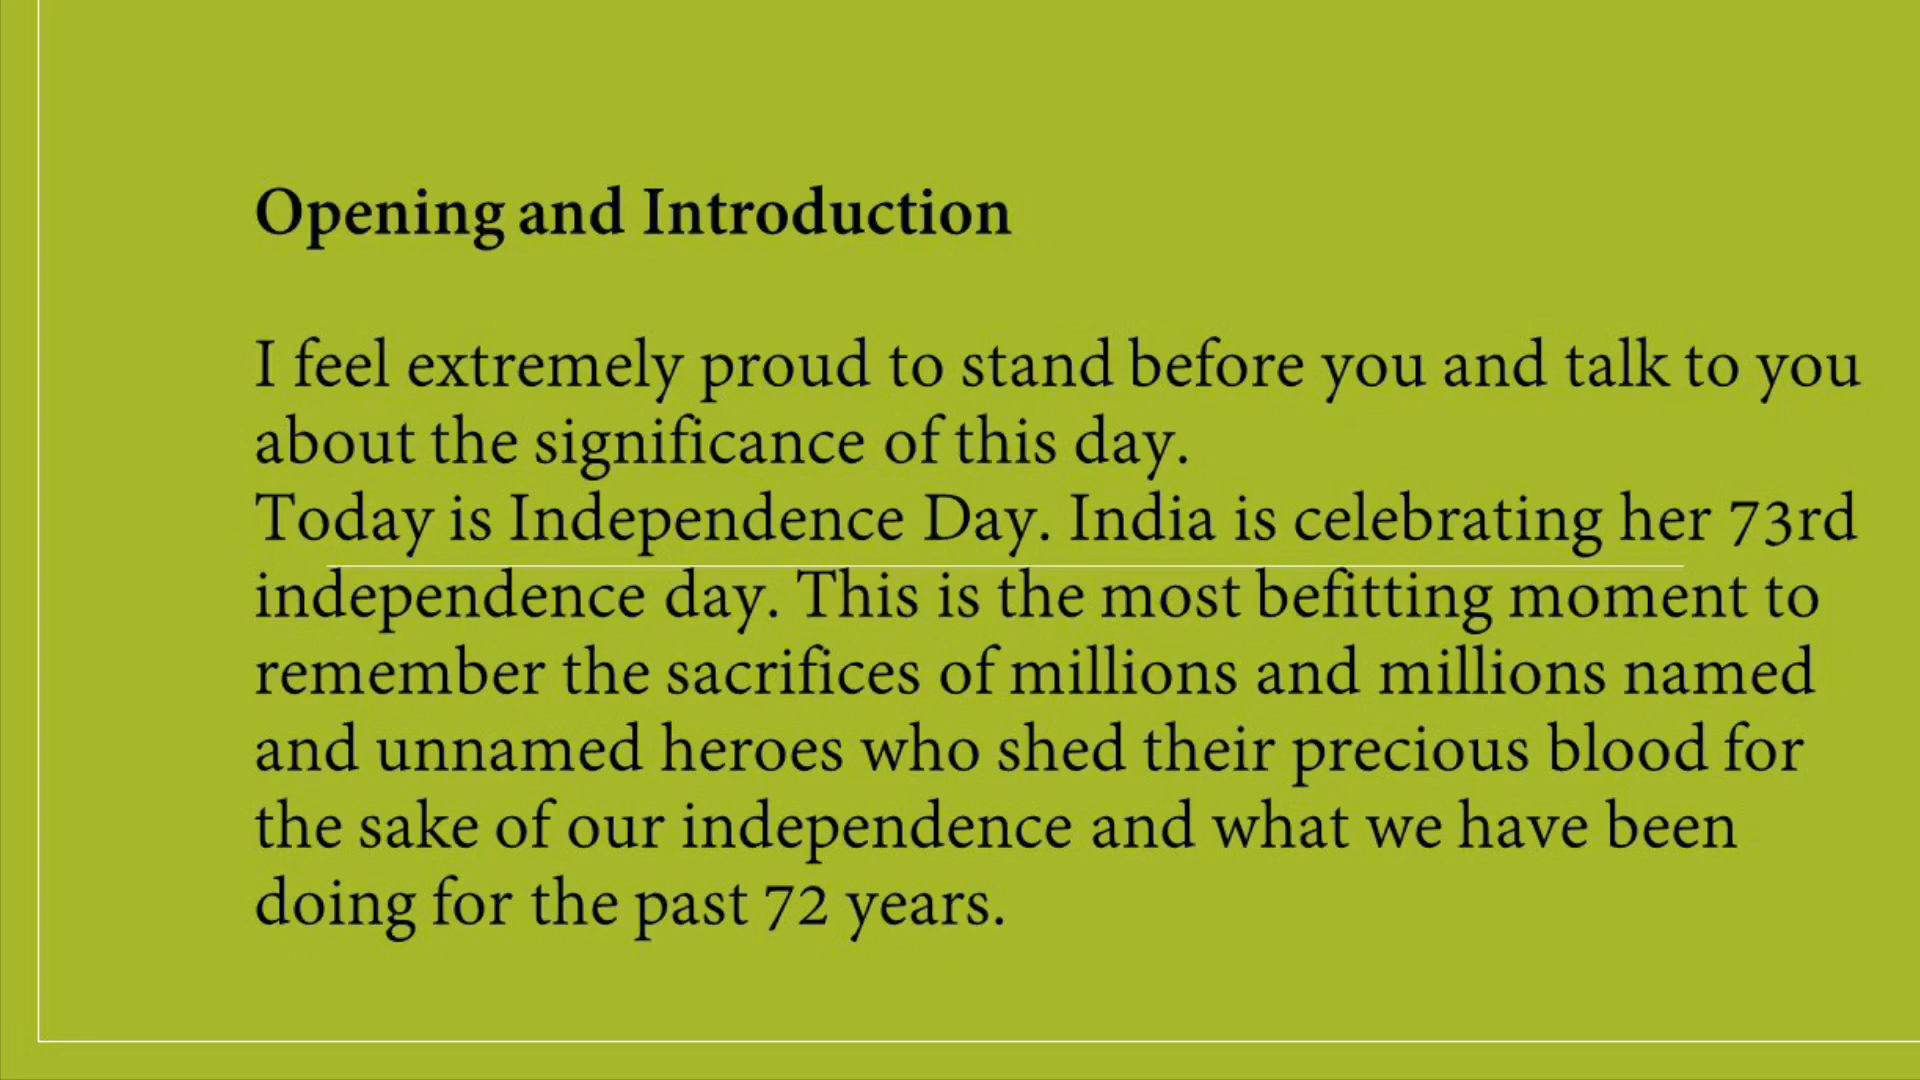 Opening and Introduction
I feel extremely proud to stand before you and talk to you
about the significance of this day.
Today is Independence Day. India is celebrating her 73rd
independence day. This is the most befitting moment to
remember the sacrifices of millions and millions named
and unnamed heroes who shed their precious blood for
the sake of our independence and what we have been
doing for the past 72 years.